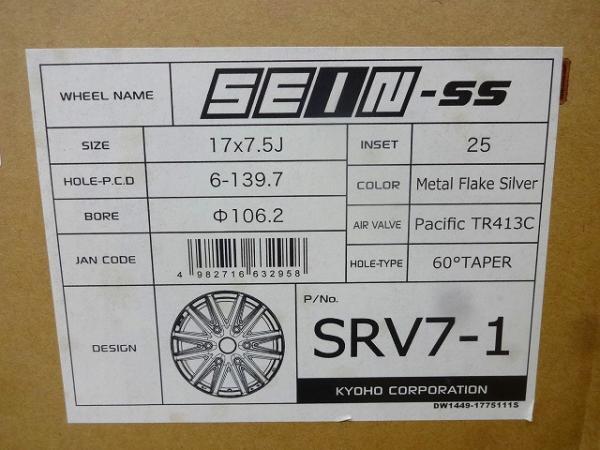 WHEEL NAME SEIN-SS
SIZE 17x7.5J INSET 25
HOLE-P.C.D 6-139.7 COLOR Metal Flake Silver
BORE Φ106.2 AIR VALVE Pacific TR413C
JAN CODE 4 982716 632958 HOLE-TYPE 60°TAPER
DESIGN
P/No.
SRV7-1
KYOHO CORPORATION
DW1449-1775111S